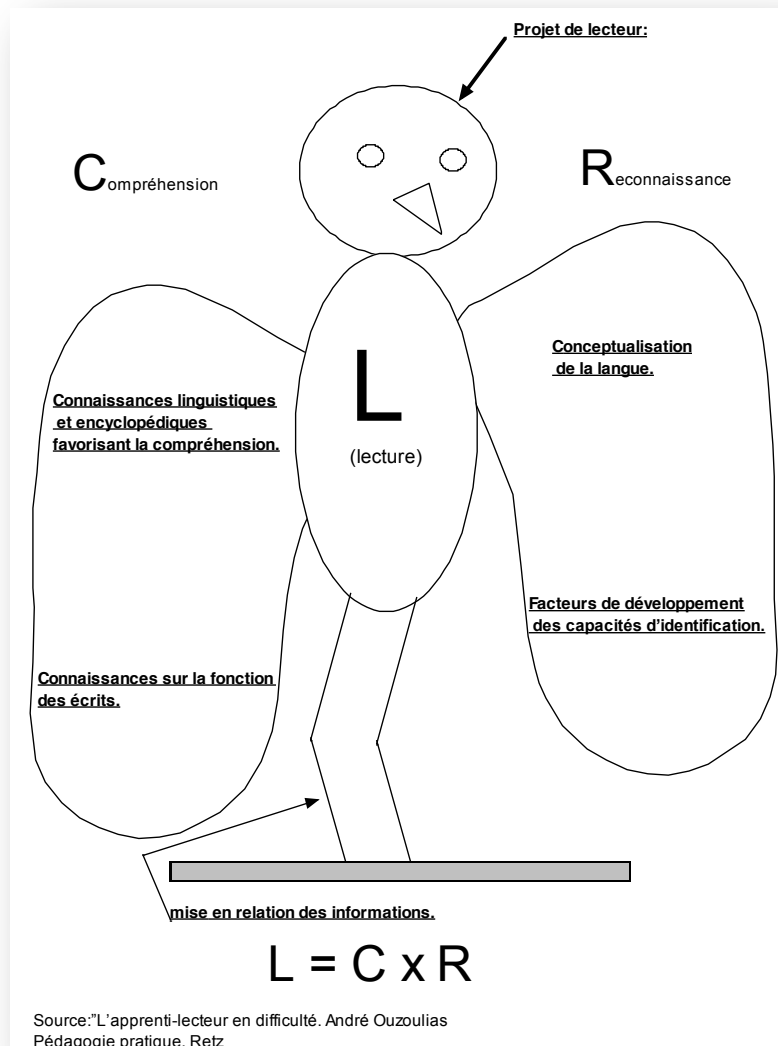 Projet de lecteur:
Compréhension
Reconnaissance
Conceptualisation
de la langue.
Connaissances linguistiques
et encyclopédiques
favorisant la compréhension.
L
(lecture)
Facteurs de développement
des capacités d'identification.
Connaissances sur la fonction
des écrits.
mise en relation des informations.
L = C x R
Source:"L'apprenti-lecteur en difficulté. André Ouzoulias
Pédagogie pratique. Retz